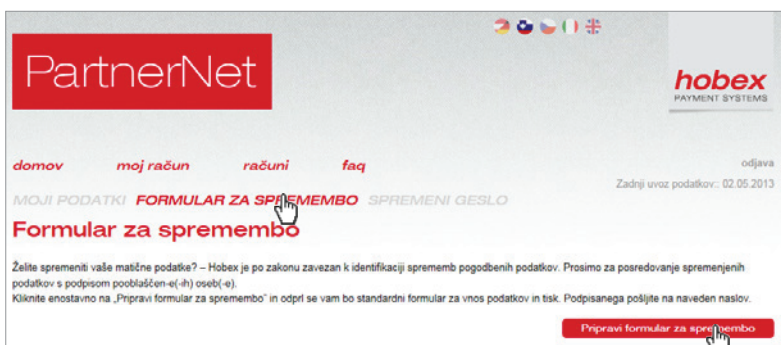 PartnerNet
hobex
PAYMENT SYSTEMS
domov moj račun računi faq
odjava
Zadnji uvoz podatkov:: 02.05.2013
MOJI PODATKI FORMULAR ZA SPREMEMBO SPREMENI GESLO
Formular za spremembo
Želite spremeniti vaše matične podatke? – Hobex je po zakonu zavezan k identifikaciji sprememb pogodbenih podatkov. Prosimo za posredovanje spremenjenih
podatkov s podpisom pooblaščen-e(-ih) oseb(-e).
Kliknite enostavno na „Pripravi formular za spremembo" in odprl se vam bo standardni formular za vnos podatkov in tisk. Podpisanega pošljite na naveden naslov.
Pripravi formular za spremembo